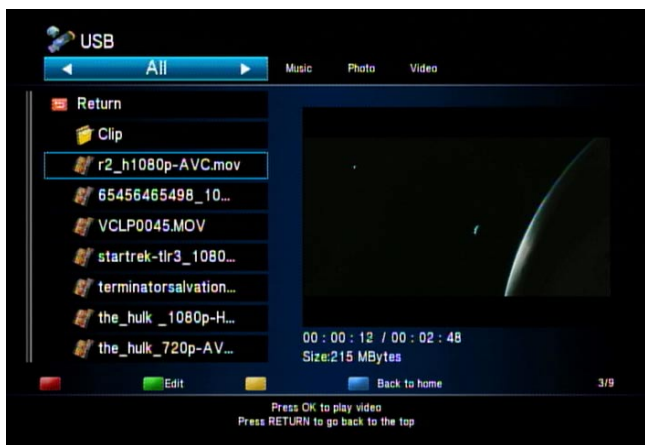 USB
All
Music Photo Video
Return
Clip
r2_h1080p-AVC.mov
65456465498_10...
VCLP0045.MOV
startrek-tlr3_1080...
terminatorsalvation...
the_hulk _1080p-H...
the_hulk_720p-AV...
00 : 00 : 12 / 00 : 02 : 48
Size:215 MBytes
Edit Back to home 3/9
Press OK to play video
Press RETURN to go back to the top